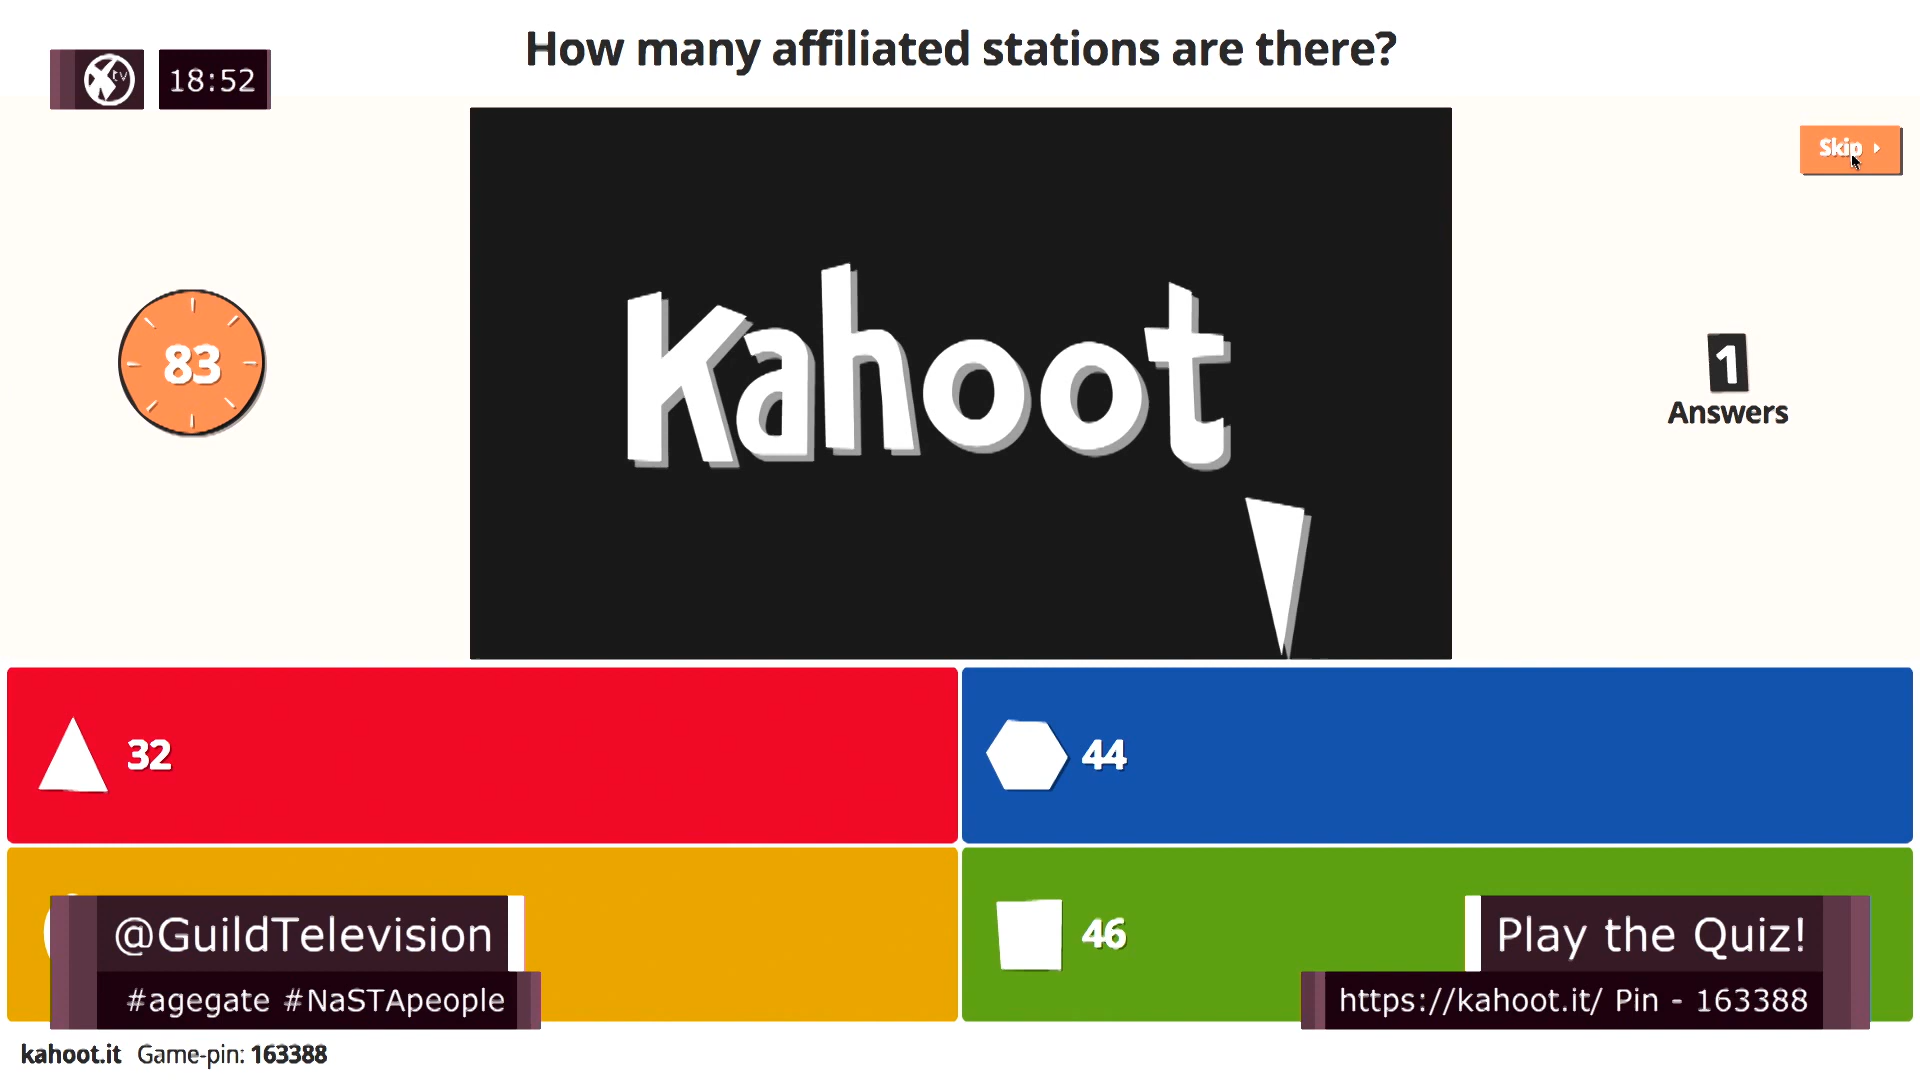 How many affiliated stations are there?
Xtv
18:52
Skip
Kahoot
83
1
Answers
32
44
46
@GuildTelevision
#agegate #NaSTApeople
Play the Quiz!
https://kahoot.it/ Pin - 163388
kahoot.it Game-pin: 163388